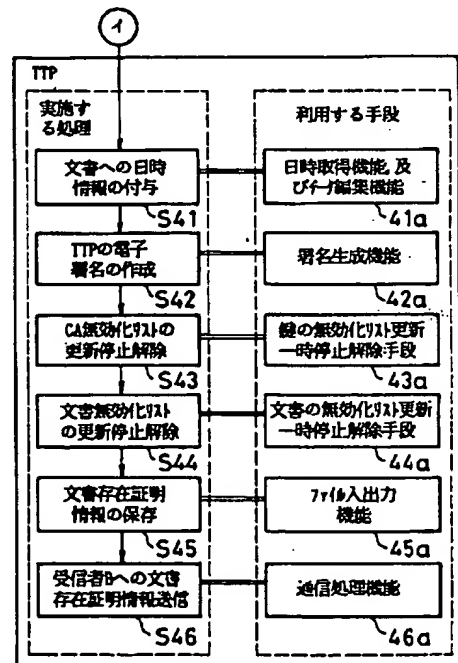 イ
TTP
実施す
る処理
利用する手段
文書への日時
情報の付与
S41
日時取得機能,及
びデータ編集機能
41a
TTPの電子
署名の作成
S42
署名生成機能
42a
CA無効化リストの
更新停止解除
S43
鍵の無効化リスト更新
一時停止解除手段
43a
文書無効化リスト
の更新停止解除
S44
文書の無効化リスト更新
一時停止解除手段
44a
文書存在証明
情報の保存
S45
ファイル入出力
機能
45a
受信者Bへの文書
存在証明情報送信
S46
通信処理機能
46a